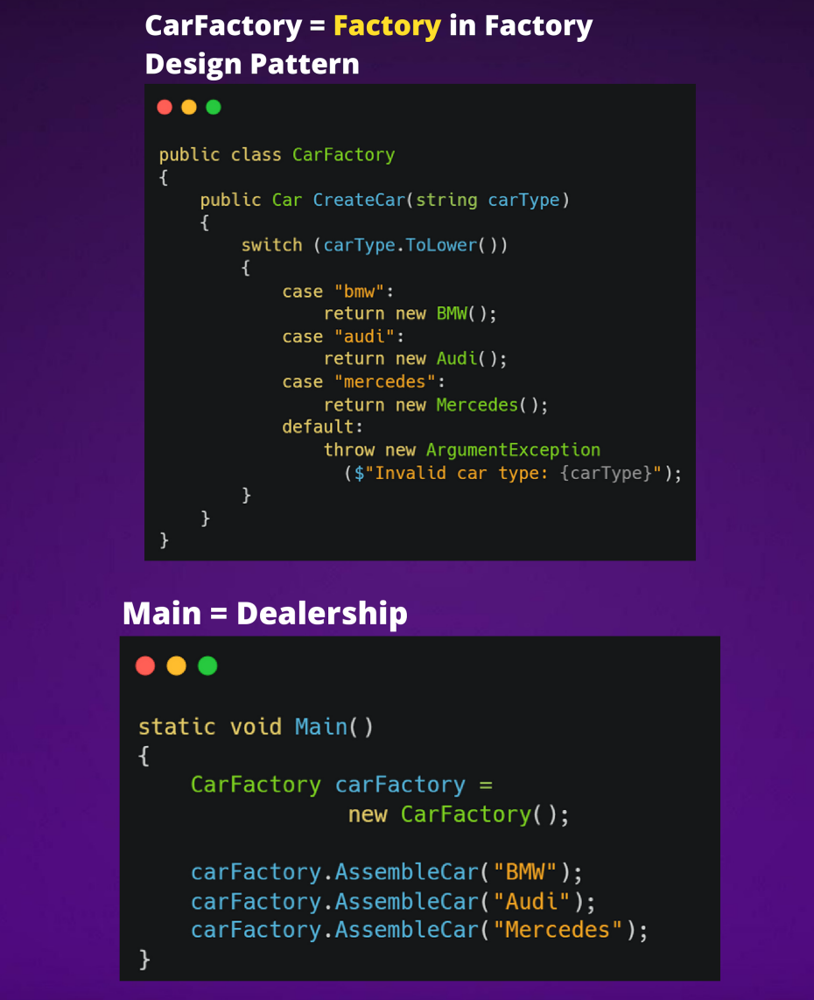 CarFactory = Factory in Factory
Design Pattern
public class CarFactory
{
    public Car CreateCar(string carType)
    {
        switch (carType.ToLower())
        {
            case "bmw":
                return new BMW();
            case "audi":
                return new Audi();
            case "mercedes":
                return new Mercedes();
            default:
                throw new ArgumentException
                  ($"Invalid car type: {carType}");
        }
    }
}
Main = Dealership
static void Main()
{
    CarFactory carFactory =
                new CarFactory();
    carFactory.AssembleCar("BMW");
    carFactory.AssembleCar("Audi");
    carFactory.AssembleCar("Mercedes");
}